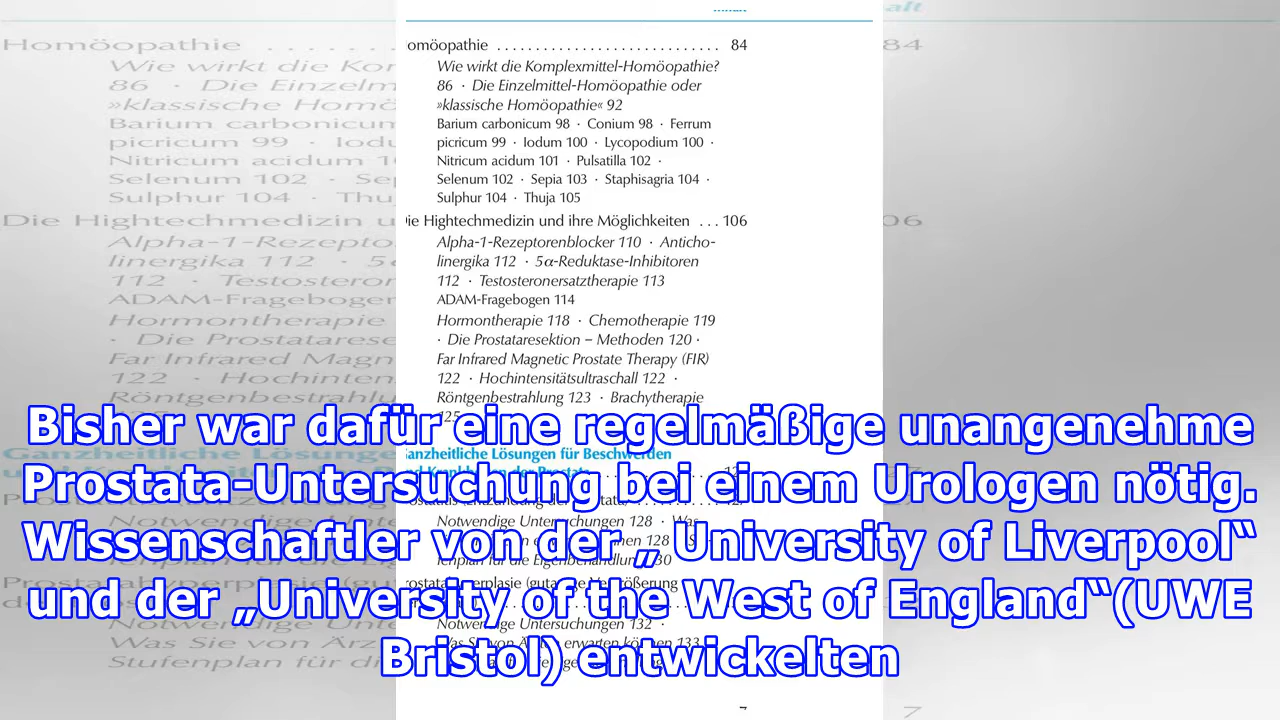 omöopathie . . . . . . . . . . . . . . . . . . . . . . . . . . . . . 84
Wie wirkt die Komplexmittel-Homöopathie?
86 · Die Einzelmittel-Homöopathie oder
»klassische Homöopathie« 92
Barium carbonicum 98 · Conium 98 · Ferrum
picricum 99 · Iodum 100 · Lycopodium 100 ·
Nitricum acidum 101 · Pulsatilla 102 ·
Selenum 102 · Sepia 103 · Staphisagria 104 ·
Sulphur 104 · Thuja 105
ie Hightechmedizin und ihre Möglichkeiten . . . 106
Alpha-1-Rezeptorenblocker 110 · Anticho-
linergika 112 · 5α-Reduktase-Inhibitoren
112 · Testosteronersatztherapie 113
ADAM-Fragebogen 114
Hormontherapie 118 · Chemotherapie 119
· Die Prostataresektion – Methoden 120 ·
Far Infrared Magnetic Prostate Therapy (FIR)
122 · Hochintensitätsultraschall 122 ·
Röntgenbestrahlung 123 · Brachytherapie
anzheitliche Lösungen für Beschwerden
Notwendige Untersuchungen 128 ·
Notwendige Untersuchungen 132 ·
Bisher war dafür eine regelmäßige unangenehme
Prostata-Untersuchung bei einem Urologen nötig.
Wissenschaftler von der „ University of Liverpool“
und der „University of the West of England“(UWE
Bristol) entwickelten